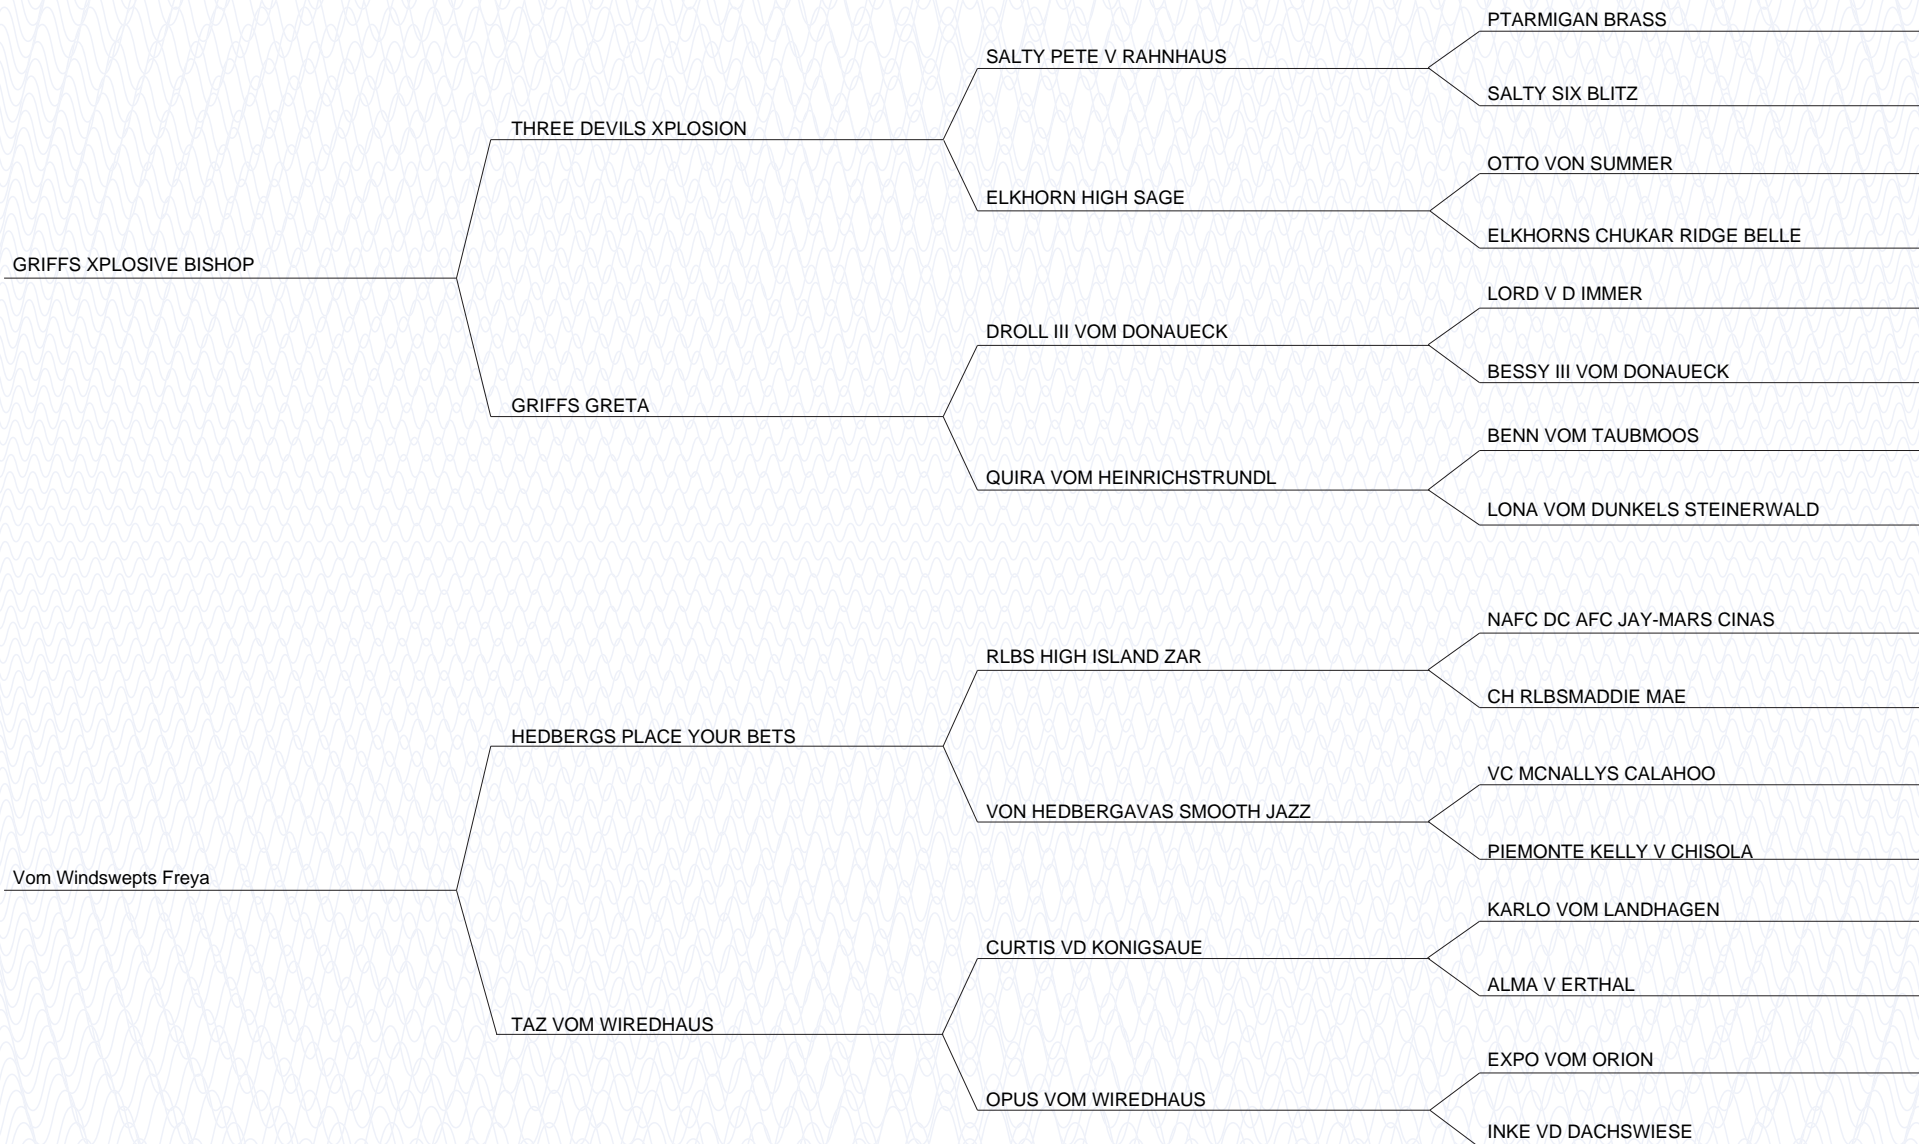 PTARMIGAN BRASS
SALTY PETE V RAHNHAUS
SALTY SIX BLITZ
THREE DEVILS XPLOSION
OTTO VON SUMMER
ELKHORN HIGH SAGE
ELKHORNS CHUKAR RIDGE BELLE
GRIFFS XPLOSIVE BISHOP
LORD V D IMMER
DROLL III VOM DONAUECK
BESSY III VOM DONAUECK
GRIFFS GRETA
BENN VOM TAUBMOOS
QUIRA VOM HEINRICHSTRUNDL
LONA VOM DUNKELS STEINERWALD
NAFC DC AFC JAY-MARS CINAS
RLBS HIGH ISLAND ZAR
CH RLBSMADDIE MAE
HEDBERGS PLACE YOUR BETS
VC MCNALLYS CALAHOO
VON HEDBERGAVAS SMOOTH JAZZ
PIEMONTE KELLY V CHISOLA
Vom Windswepts Freya
KARLO VOM LANDHAGEN
CURTIS VD KONIGSAUE
ALMA V ERTHAL
TAZ VOM WIREDHAUS
EXPO VOM ORION
OPUS VOM WIREDHAUS
INKE VD DACHSWIESE